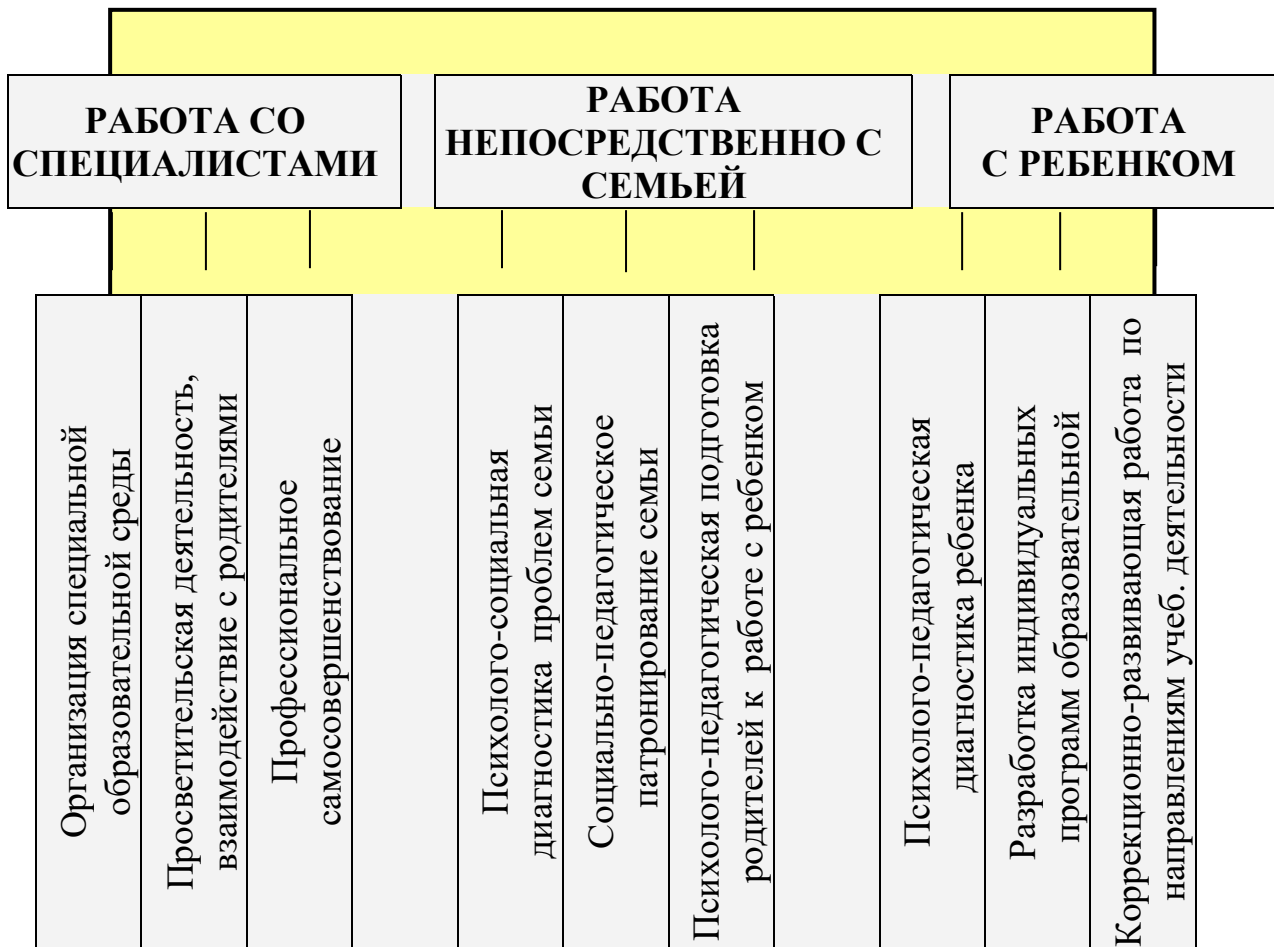 РАБОТА СО
СПЕЦИАЛИСТАМИ
РАБОТА
НЕПОСРЕДСТВЕННО С
СЕМЬЕЙ
РАБОТА
С РЕБЕНКОМ
Организация специальной
образовательной среды
Просветительская деятельность,
взаимодействие с родителями
Профессиональное
самосовершенствование
Психолого-социальная
диагностика проблем семьи
Социально-педагогическое
патронирование семьи
Психолого-педагогическая подготовка
родителей к работе с ребенком
Психолого-педагогическая
диагностика ребенка
Разработка индивидуальных
программ образовательной
Коррекционно-развивающая работа по
направлениям учеб. деятельности